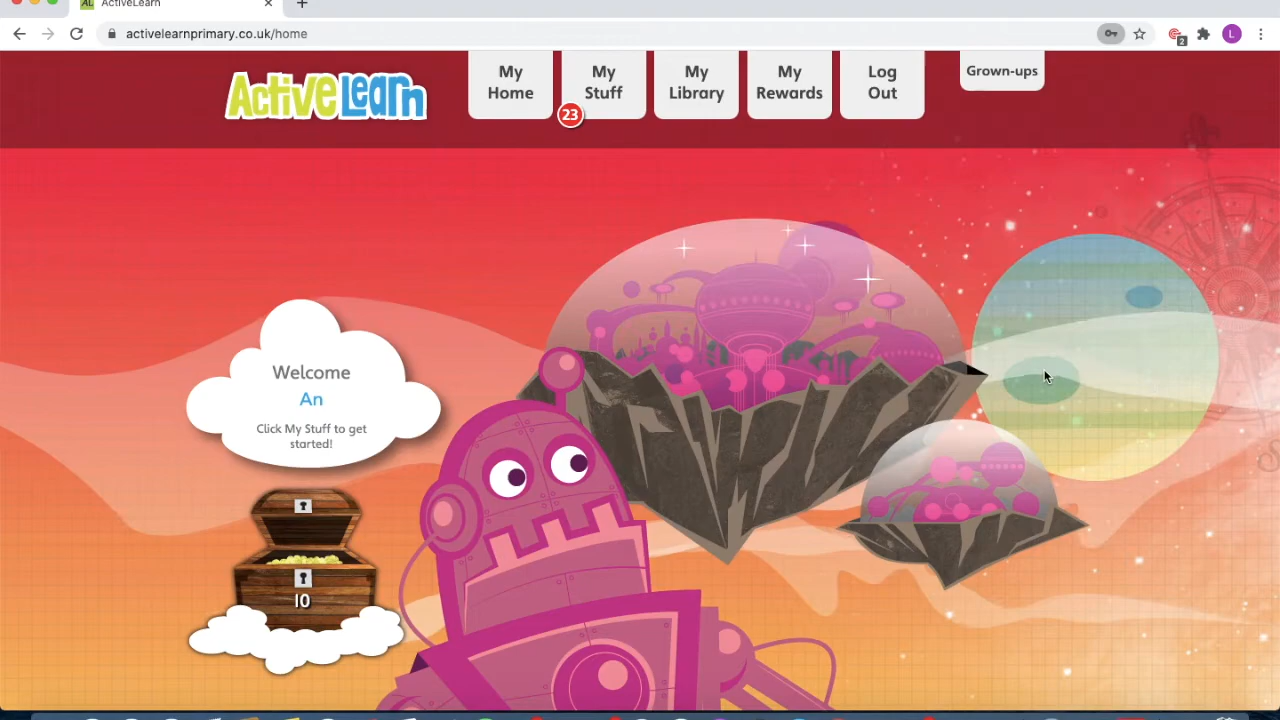 ActiveLearn
activelearnprimary.co.uk/home
L
2
ActiveLearn
My Home
My Stuff
23
My Library
My Rewards
Log Out
Grown-ups
Welcome
An
Click My Stuff to get
started!
10